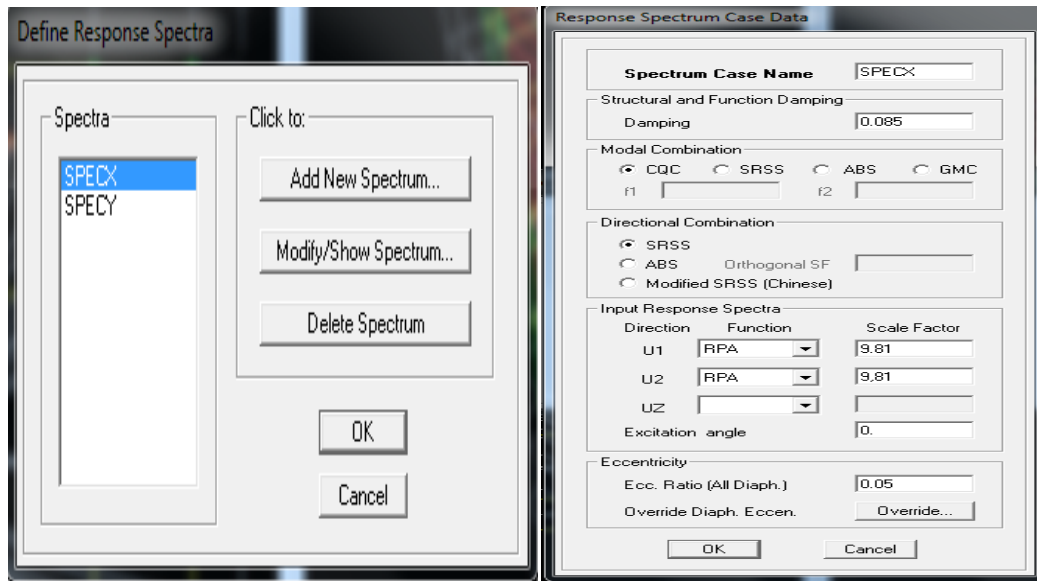 Define Response Spectra
Spectra
SPECX
SPECY
Click to:
Add New Spectrum...
Modify/Show Spectrum...
Delete Spectrum
OK
Cancel
Response Spectrum Case Data
Spectrum Case Name SPECX
Structural and Function Damping
Damping 0.085
Modal Combination
CQC SRSS ABS GMC
f1 f2
Directional Combination
SRSS
ABS Orthogonal SF
Modified SRSS (Chinese)
Input Response Spectra
Direction Function Scale Factor
U1 RPA 9.81
U2 RPA 9,81
UZ
Excitation angle 0.
Eccentricity
Ecc. Ratio (All Diaph.) 0.05
Override Diaph. Eccen. Override...
OK Cancel